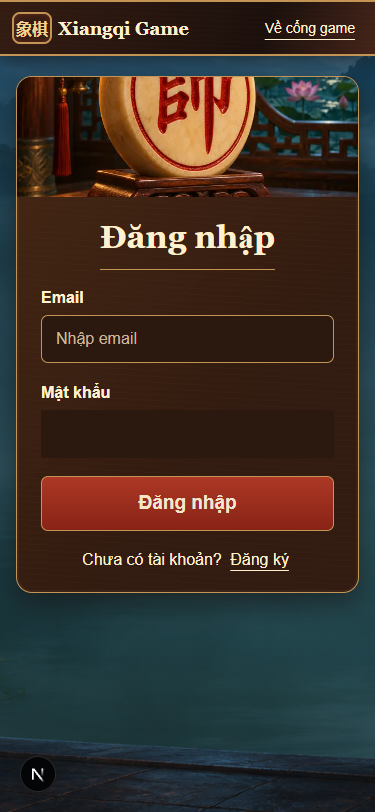 象棋 Xiangqi Game
Về cổng game
帥
Đăng nhập
Email
Nhập email
Mật khẩu
Đăng nhập
Chưa có tài khoản? Đăng ký
N